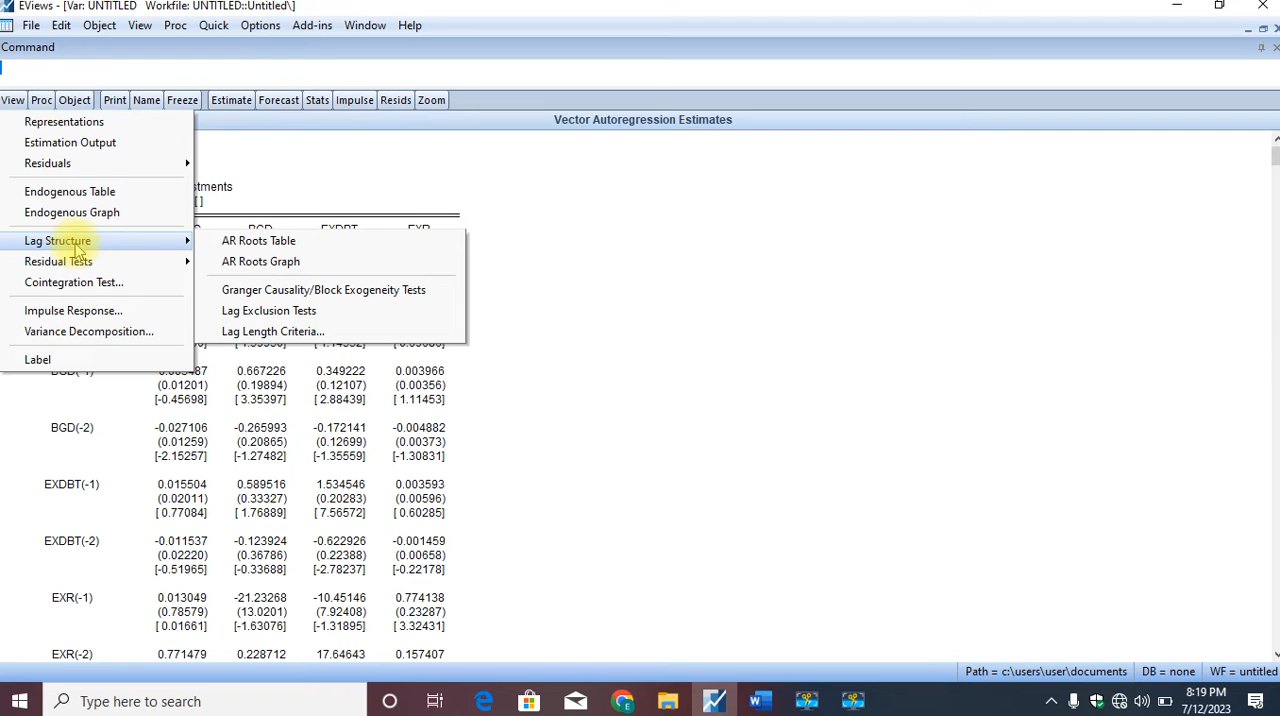 EViews - [Var: UNTITLED   Workfile: UNTITLED::Untitled\]
File Edit Object View Proc Quick Options Add-ins Window Help
Command
View Proc Object Print Name Freeze Estimate Forecast Stats Impulse Resids Zoom
Vector Autoregression Estimates
Representations
Estimation Output
Residuals
Endogenous Table
Endogenous Graph
Lag Structure
Residual Tests
Cointegration Test...
Impulse Response...
Variance Decomposition...
Label
AR Roots Table
AR Roots Graph
Granger Causality/Block Exogeneity Tests
Lag Exclusion Tests
Lag Length Criteria...
[ ]
BGD EXDBT EXR
0.667226 0.349222 0.003966
(0.01201) (0.19894) (0.12107) (0.00356)
[-0.45698] [ 3.35397] [ 2.88439] [ 1.11453]
BGD(-2) -0.027106 -0.265993 -0.172141 -0.004882
(0.01259) (0.20865) (0.12699) (0.00373)
[-2.15257] [-1.27482] [-1.35559] [-1.30831]
EXDBT(-1) 0.015504 0.589516 1.534546 0.003593
(0.02011) (0.33327) (0.20283) (0.00596)
[ 0.77084] [ 1.76889] [ 7.56572] [ 0.60285]
EXDBT(-2) -0.011537 -0.123924 -0.622926 -0.001459
(0.02220) (0.36786) (0.22388) (0.00658)
[-0.51965] [-0.33688] [-2.78237] [-0.22178]
EXR(-1) 0.013049 -21.23268 -10.45146 0.774138
(0.78579) (13.0201) (7.92408) (0.23287)
[ 0.01661] [-1.63076] [-1.31895] [ 3.32431]
EXR(-2) 0.771479 0.228712 17.64643 0.157407
Path = c:\users\user\documents DB = none WF = untitled
Type here to search
8:19 PM
7/12/2023